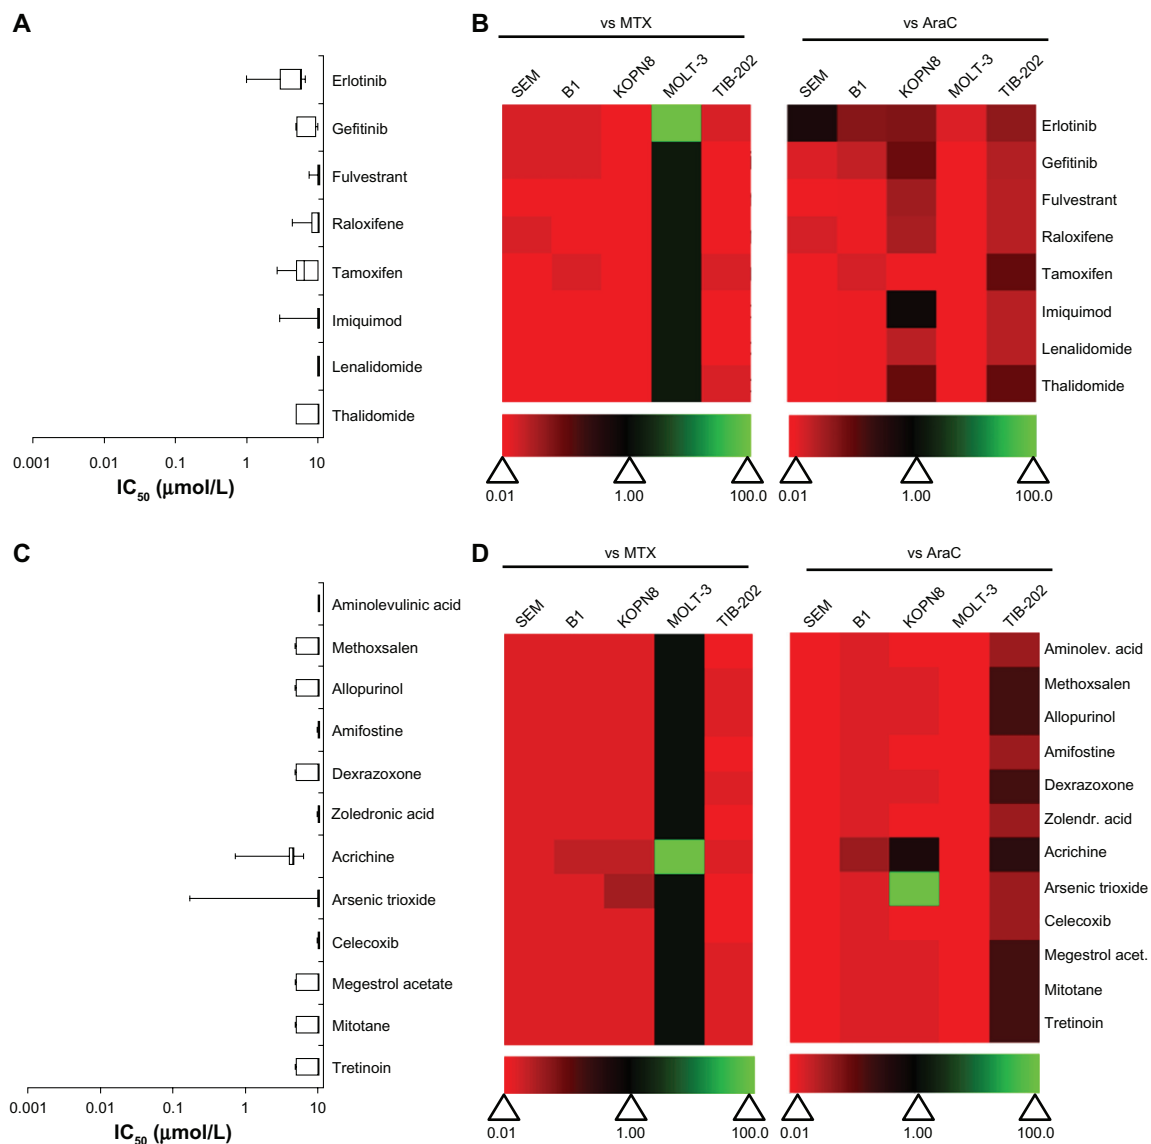 A
Erlotinib
Gefitinib
Fulvestrant
Raloxifene
Tamoxifen
Imiquimod
Lenalidomide
Thalidomide
0.001 0.01 0.1 1 10
IC50 (μmol/L)
B
vs MTX
vs AraC
SEM B1 KOPN8 MOLT-3 TIB-202
SEM B1 KOPN8 MOLT-3 TIB-202
Erlotinib
Gefitinib
Fulvestrant
Raloxifene
Tamoxifen
Imiquimod
Lenalidomide
Thalidomide
0.01 1.00 100.0
0.01 1.00 100.0
C
Aminolevulinic acid
Methoxsalen
Allopurinol
Amifostine
Dexrazoxone
Zoledronic acid
Acrichine
Arsenic trioxide
Celecoxib
Megestrol acetate
Mitotane
Tretinoin
0.001 0.01 0.1 1 10
IC50 (μmol/L)
D
vs MTX
vs AraC
SEM B1 KOPN8 MOLT-3 TIB-202
SEM B1 KOPN8 MOLT-3 TIB-202
Aminolev. acid
Methoxsalen
Allopurinol
Amifostine
Dexrazoxone
Zolendr. acid
Acrichine
Arsenic trioxide
Celecoxib
Megestrol acet.
Mitotane
Tretinoin
0.01 1.00 100.0
0.01 1.00 100.0